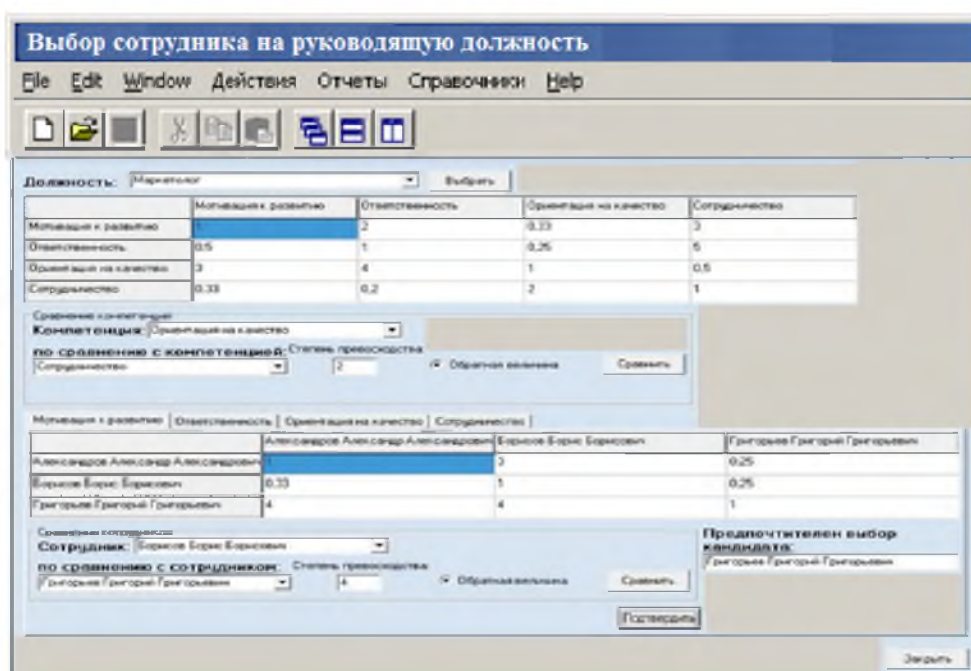 Выбор сотрудника на руководящую должность
File Edit Window Действия Отчеты Справочники Help
Должность: Маркетолог Выбрать
Мотивация к развитию Ответственность Ориентация на качество Сотрудничество
Мотивация к развитию 1 2 0,33 3
Ответственность 0,5 1 0,25 5
Ориентация на качество 3 4 1 0,5
Сотрудничество 0,33 0,2 2 1
Сравнение компетенций
Компетенция: Ориентация на качество
по сравнению с компетенцией: Степень превосходства
Сотрудничество 2 Обратная величина Сравнить
Мотивация к развитию Ответственность Ориентация на качество Сотрудничество
Александров Александр Александрович Борисов Борис Борисович Григорьев Григорий Григорьевич
Александров Александр Александрович 1 3 0,25
Борисов Борис Борисович 0,33 1 0,25
Григорьев Григорий Григорьевич 4 4 1
Сравнение сотрудников
Сотрудник: Борисов Борис Борисович
по сравнению с сотрудником: Степень превосходства
Григорьев Григорий Григорьевич 4 Обратная величина Сравнить
Предпочтителен выбор
кандидата:
Григорьев Григорий Григорьевич
Подтвердить
Закрыть